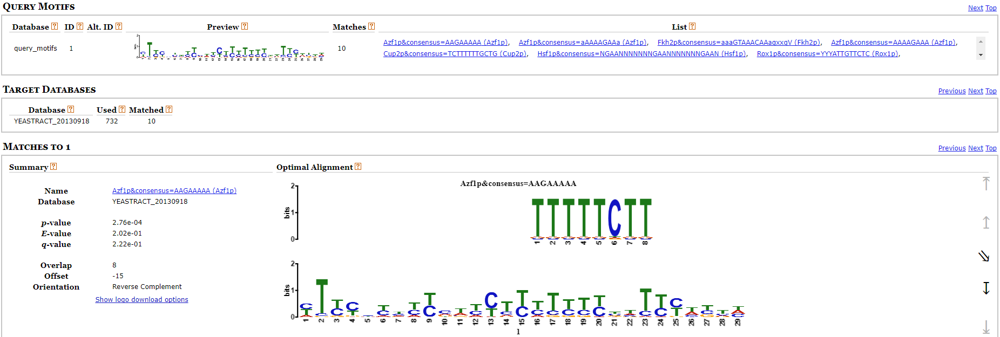 QUERY MOTIFS
Next Top
Database ? ID ? Alt. ID ? Preview ? Matches ? List ?
query_motifs 1 10 Azf1p&consensus=AAGAAAAA (Azf1p), Azf1p&consensus=aAAAAGAAa (Azf1p), Fkh2p&consensus=aaaGTAAACAAagxxgV (Fkh2p), Azf1p&consensus=AAAAGAAA (Azf1p),
Cup2p&consensus=TCTTTTTTGCTG (Cup2p), Hsf1p&consensus=NGAANNNNNNNGAANNNNNNNGAAN (Hsf1p), Rox1p&consensus=YYYATTGTTCTC (Rox1p),
TARGET DATABASES
Previous Next Top
Database ? Used ? Matched ?
YEASTRACT_20130918 732 10
MATCHES TO 1
Previous Next Top
Summary ? Optimal Alignment ?
Name Azf1p&consensus=AAGAAAAA (Azf1p)
Database YEASTRACT_20130918
p-value 2.76e-04
E-value 2.02e-01
q-value 2.22e-01
Overlap 8
Offset -15
Orientation Reverse Complement
Show logo download options
Azf1p&consensus=AAGAAAAA
2
bits
1
0
TTTTTCTT
1 2 3 4 5 6 7 8
2
bits
1
0
1 2 3 4 5 6 7 8 9 10 11 12 13 14 15 16 17 18 19 20 21 22 23 24 25 26 27 28 29
1